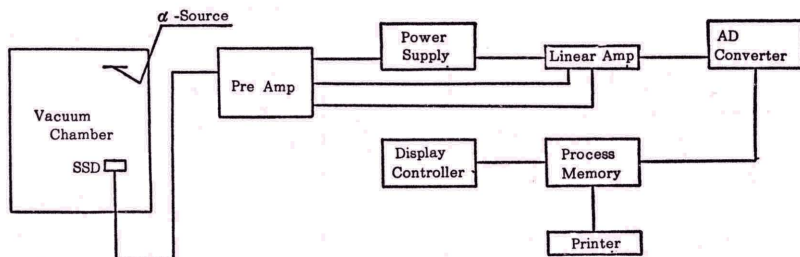 α -Source
Vacuum
Chamber
SSD
Pre Amp
Power
Supply
Linear Amp
AD
Converter
Display
Controller
Process
Memory
Printer